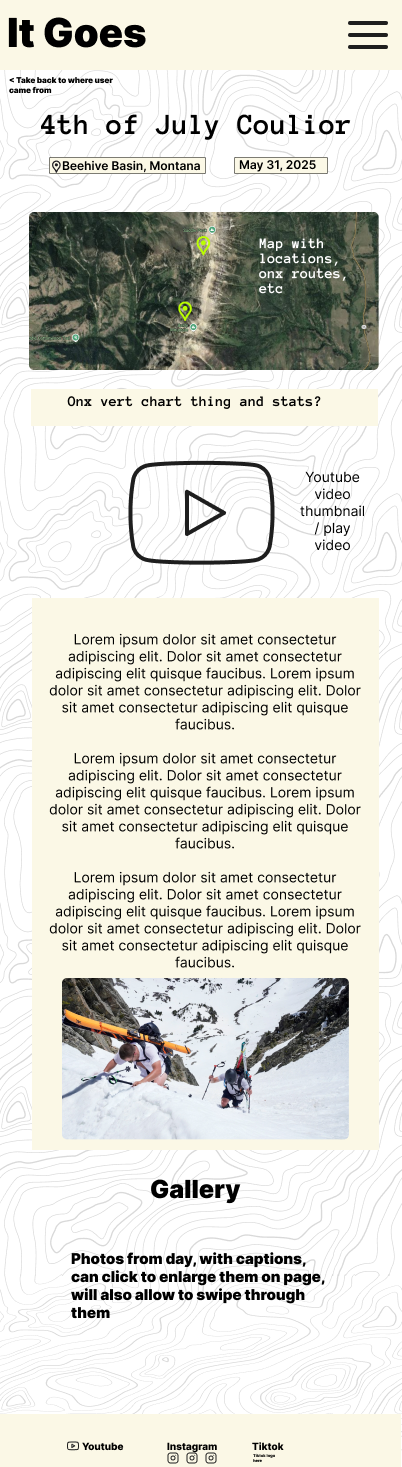 It Goes
< Take back to where user
came from
4th of July Coulior
Beehive Basin, Montana
May 31, 2025
Map with
locations,
onx routes,
etc
Onx vert chart thing and stats?
Youtube
video
thumbnail
/ play
video
Lorem ipsum dolor sit amet consectetur
adipiscing elit. Dolor sit amet consectetur
adipiscing elit quisque faucibus. Lorem ipsum
dolor sit amet consectetur adipiscing elit. Dolor
sit amet consectetur adipiscing elit quisque
faucibus.
Lorem ipsum dolor sit amet consectetur
adipiscing elit. Dolor sit amet consectetur
adipiscing elit quisque faucibus. Lorem ipsum
dolor sit amet consectetur adipiscing elit. Dolor
sit amet consectetur adipiscing elit quisque
faucibus.
Lorem ipsum dolor sit amet consectetur
adipiscing elit. Dolor sit amet consectetur
adipiscing elit quisque faucibus. Lorem ipsum
dolor sit amet consectetur adipiscing elit. Dolor
sit amet consectetur adipiscing elit quisque
faucibus.
Gallery
Photos from day, with captions,
can click to enlarge them on page,
will also allow to swipe through
them
Youtube
Instagram
Tiktok
Tiktok logo
here